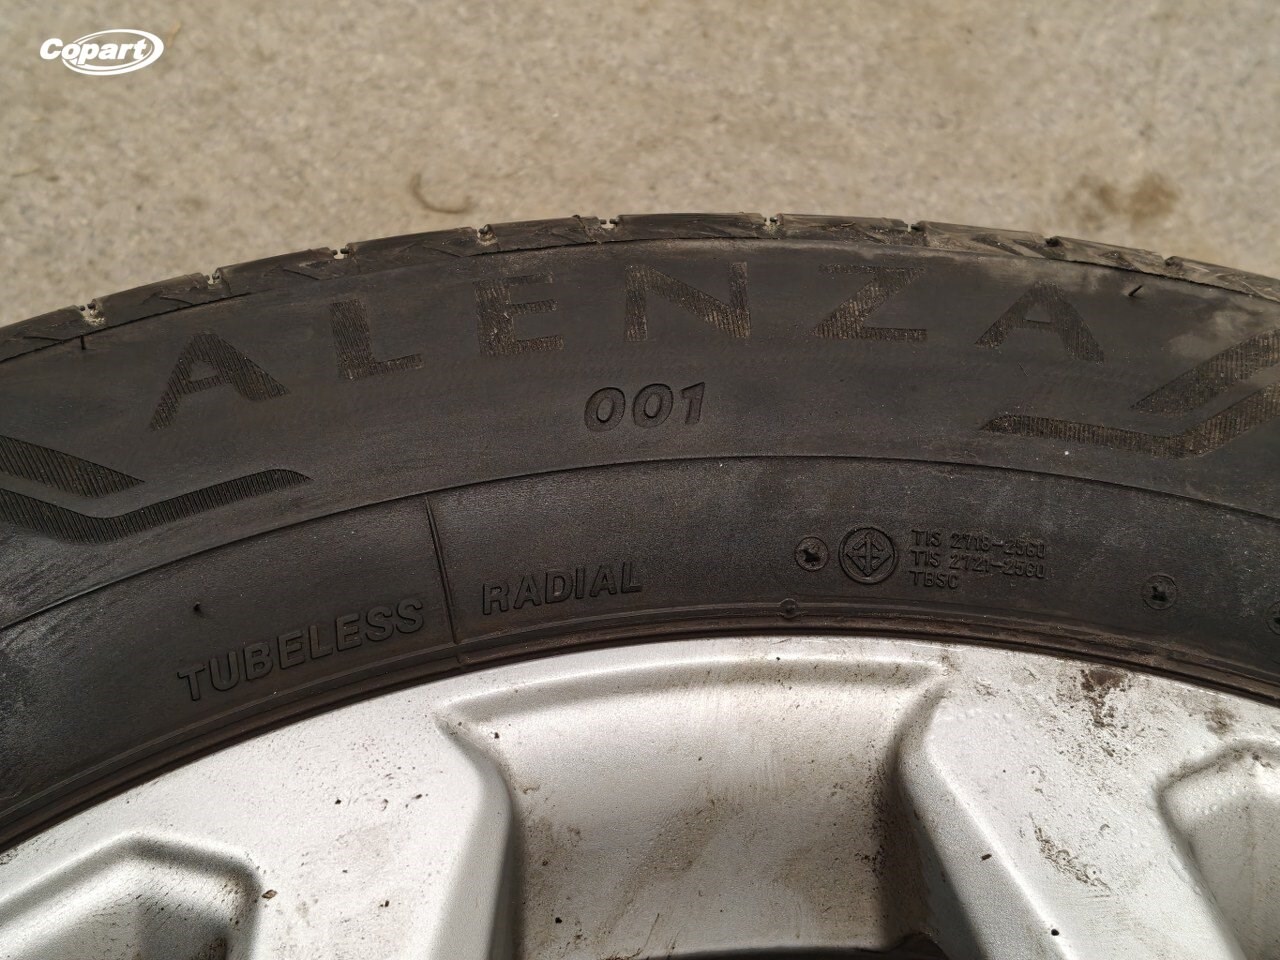 Copart
ALENZA
001
TUBELESS
RADIAL
TIS 2718-2560
TIS 2721-2560
TBSC